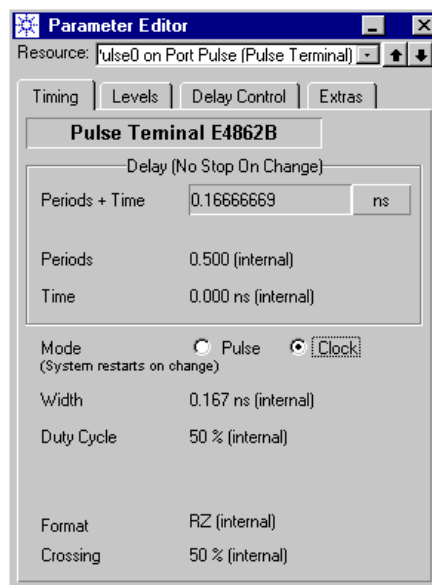 Parameter Editor
Resource: 'ulse0 on Port Pulse (Pulse Terminal)
Timing Levels Delay Control Extras
Pulse Teminal E4862B
Delay (No Stop On Change)
Periods + Time 0.16666669 ns
Periods 0.500 (internal)
Time 0.000 ns (internal)
Mode Pulse Clock
(System restarts on change)
Width 0.167 ns (internal)
Duty Cycle 50 % (internal)
Format RZ (internal)
Crossing 50 % (internal)